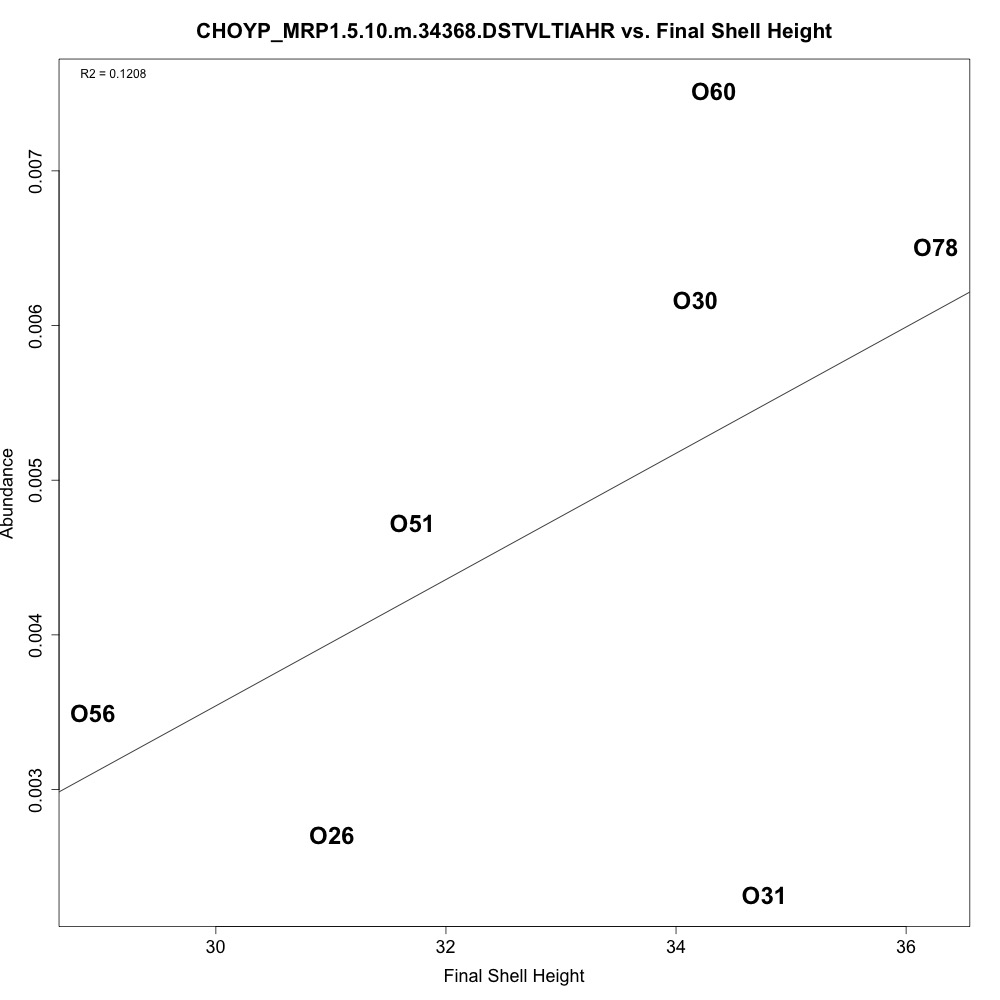 CHOYP_MRP1.5.10.m.34368.DSTVLTIAHR vs. Final Shell Height
R2 = 0.1208
O60
0.007
O78
O30
0.006
Abundance
0.005
O51
0.004
O56
0.003
O26
O31
30 32 34 36
Final Shell Height